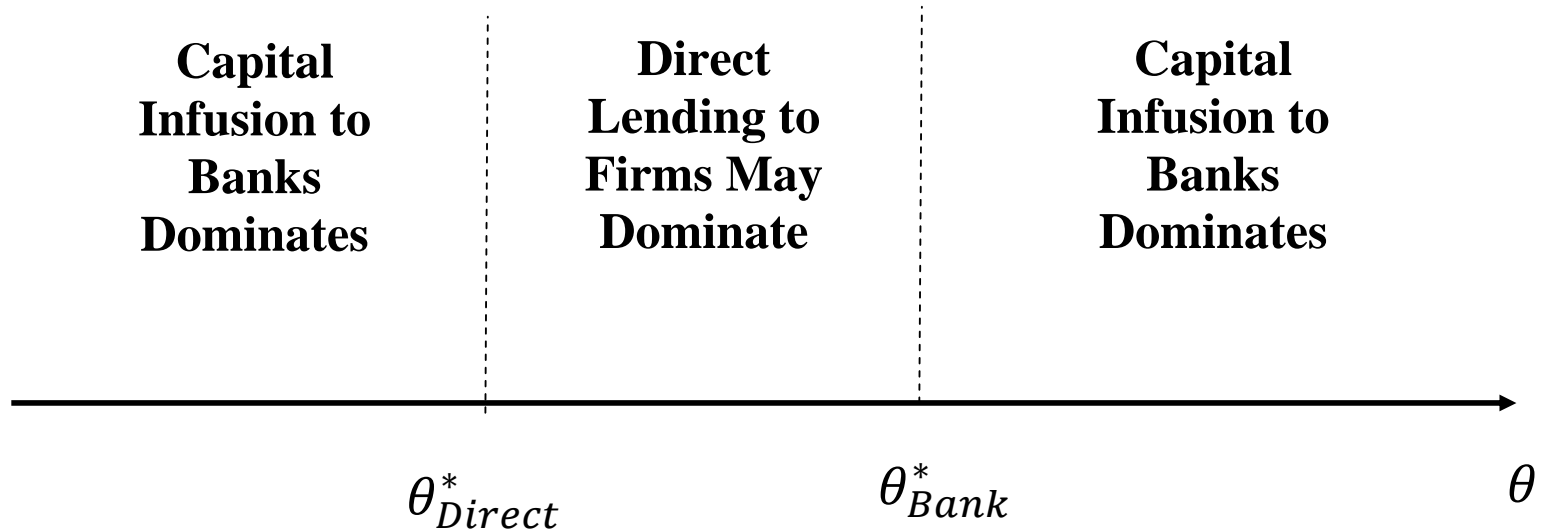 Capital
Infusion to
Banks
Dominates
Direct
Lending to
Firms May
Dominate
Capital
Infusion to
Banks
Dominates
θ*Direct
θ*Bank
θ